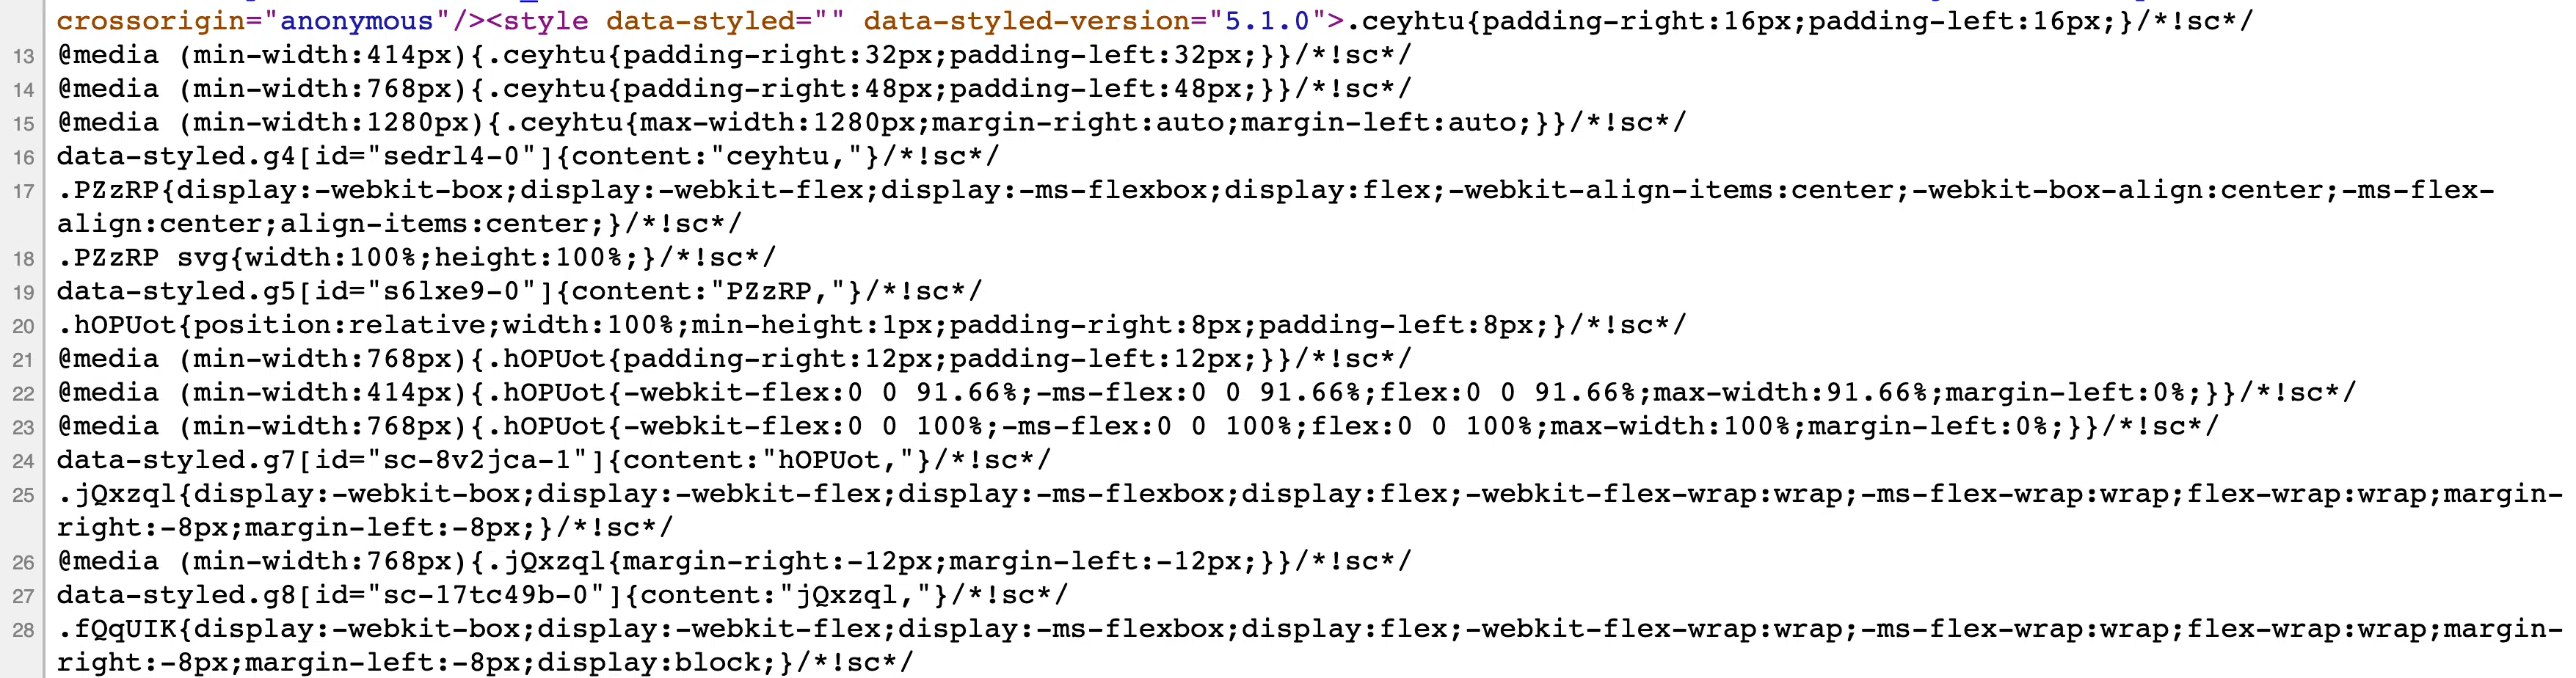 crossorigin="anonymous"/><style data-styled="" data-styled-version="5.1.0">.ceyhtu{padding-right:16px;padding-left:16px;}/*!sc*/
13 @media (min-width:414px){.ceyhtu{padding-right:32px;padding-left:32px;}}/*!sc*/
14 @media (min-width:768px){.ceyhtu{padding-right:48px;padding-left:48px;}}/*!sc*/
15 @media (min-width:1280px){.ceyhtu{max-width:1280px;margin-right:auto;margin-left:auto;}}/*!sc*/
16 data-styled.g4[id="sedrl4-0"]{content:"ceyhtu,"}/*!sc*/
17 .PZzRP{display:-webkit-box;display:-webkit-flex;display:-ms-flexbox;display:flex;-webkit-align-items:center;-webkit-box-align:center;-ms-flex-
align:center;align-items:center;}/*!sc*/
18 .PZzRP svg{width:100%;height:100%;}/*!sc*/
19 data-styled.g5[id="s6lxe9-0"]{content:"PZzRP,"}/*!sc*/
20 .hOPUot{position:relative;width:100%;min-height:1px;padding-right:8px;padding-left:8px;}/*!sc*/
21 @media (min-width:768px){.hOPUot{padding-right:12px;padding-left:12px;}}/*!sc*/
22 @media (min-width:414px){.hOPUot{-webkit-flex:0 0 91.66%;-ms-flex:0 0 91.66%;flex:0 0 91.66%;max-width:91.66%;margin-left:0%;}}/*!sc*/
23 @media (min-width:768px){.hOPUot{-webkit-flex:0 0 100%;-ms-flex:0 0 100%;flex:0 0 100%;max-width:100%;margin-left:0%;}}/*!sc*/
24 data-styled.g7[id="sc-8v2jca-1"]{content:"hOPUot,"}/*!sc*/
25 .jQxzql{display:-webkit-box;display:-webkit-flex;display:-ms-flexbox;display:flex;-webkit-flex-wrap:wrap;-ms-flex-wrap:wrap;flex-wrap:wrap;margin-
right:-8px;margin-left:-8px;}/*!sc*/
26 @media (min-width:768px){.jQxzql{margin-right:-12px;margin-left:-12px;}}/*!sc*/
27 data-styled.g8[id="sc-17tc49b-0"]{content:"jQxzql,"}/*!sc*/
28 .fQqUIK{display:-webkit-box;display:-webkit-flex;display:-ms-flexbox;display:flex;-webkit-flex-wrap:wrap;-ms-flex-wrap:wrap;flex-wrap:wrap;margin-
right:-8px;margin-left:-8px;display:block;}/*!sc*/